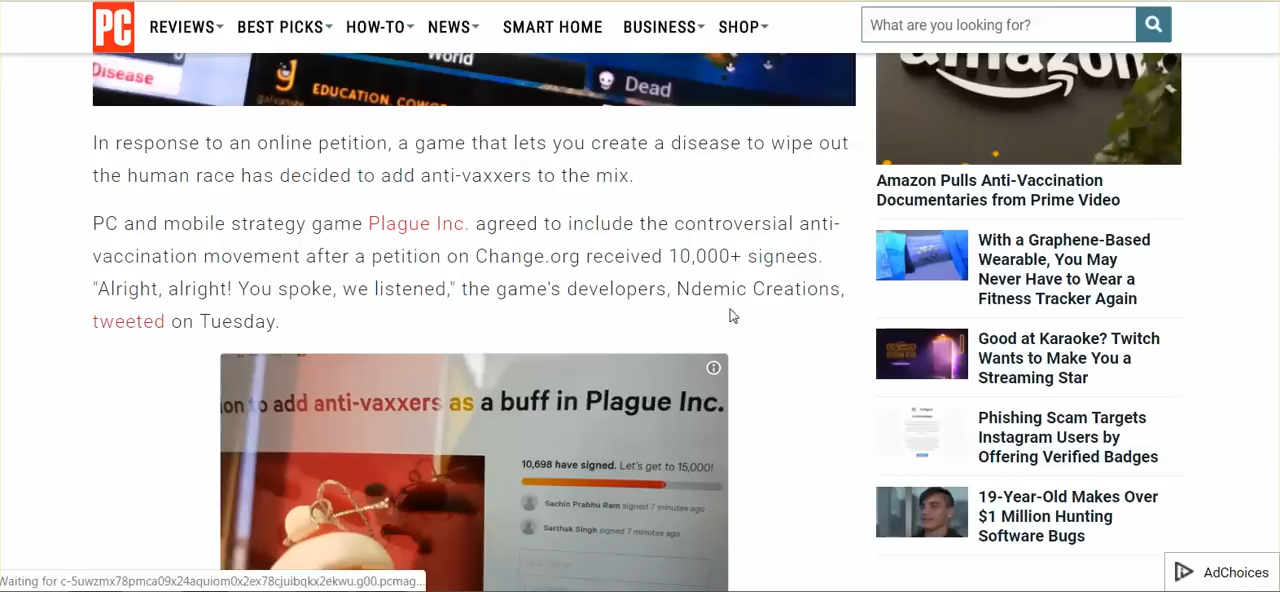 PC
REVIEWS
BEST PICKS
HOW-TO
NEWS
SMART HOME
BUSINESS
SHOP
What are you looking for?
Disease
World
EDUCATION
Dead
In response to an online petition, a game that lets you create a disease to wipe out
the human race has decided to add anti-vaxxers to the mix.
PC and mobile strategy game Plague Inc. agreed to include the controversial anti-
vaccination movement after a petition on Change.org received 10,000+ signees.
"Alright, alright! You spoke, we listened," the game's developers, Ndemic Creations,
tweeted on Tuesday.
to add anti-vaxxers as a buff in Plague Inc.
10,698 have signed. Let's get to 15,000!
Sachin Prabhu Ram signed 7 minutes ago
Sarthak Singh signed 7 minutes ago
amazon
Amazon Pulls Anti-Vaccination
Documentaries from Prime Video
With a Graphene-Based
Wearable, You May
Never Have to Wear a
Fitness Tracker Again
Good at Karaoke? Twitch
Wants to Make You a
Streaming Star
Phishing Scam Targets
Instagram Users by
Offering Verified Badges
19-Year-Old Makes Over
$1 Million Hunting
Software Bugs
Waiting for c-5uwzmx78pmca09x24aquiom0x2ex78cjuibqkx2ekwu.g00.pcmag...
AdChoices